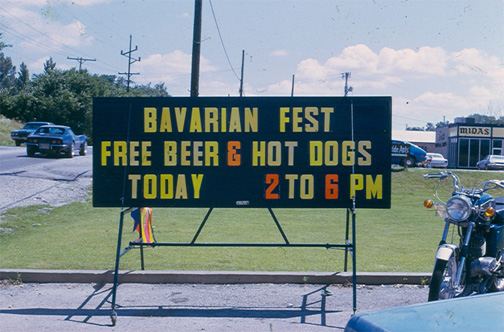 BAVARIAN FEST
FREE BEER & HOT DOGS
TODAY 2 TO 6 PM
MIDAS